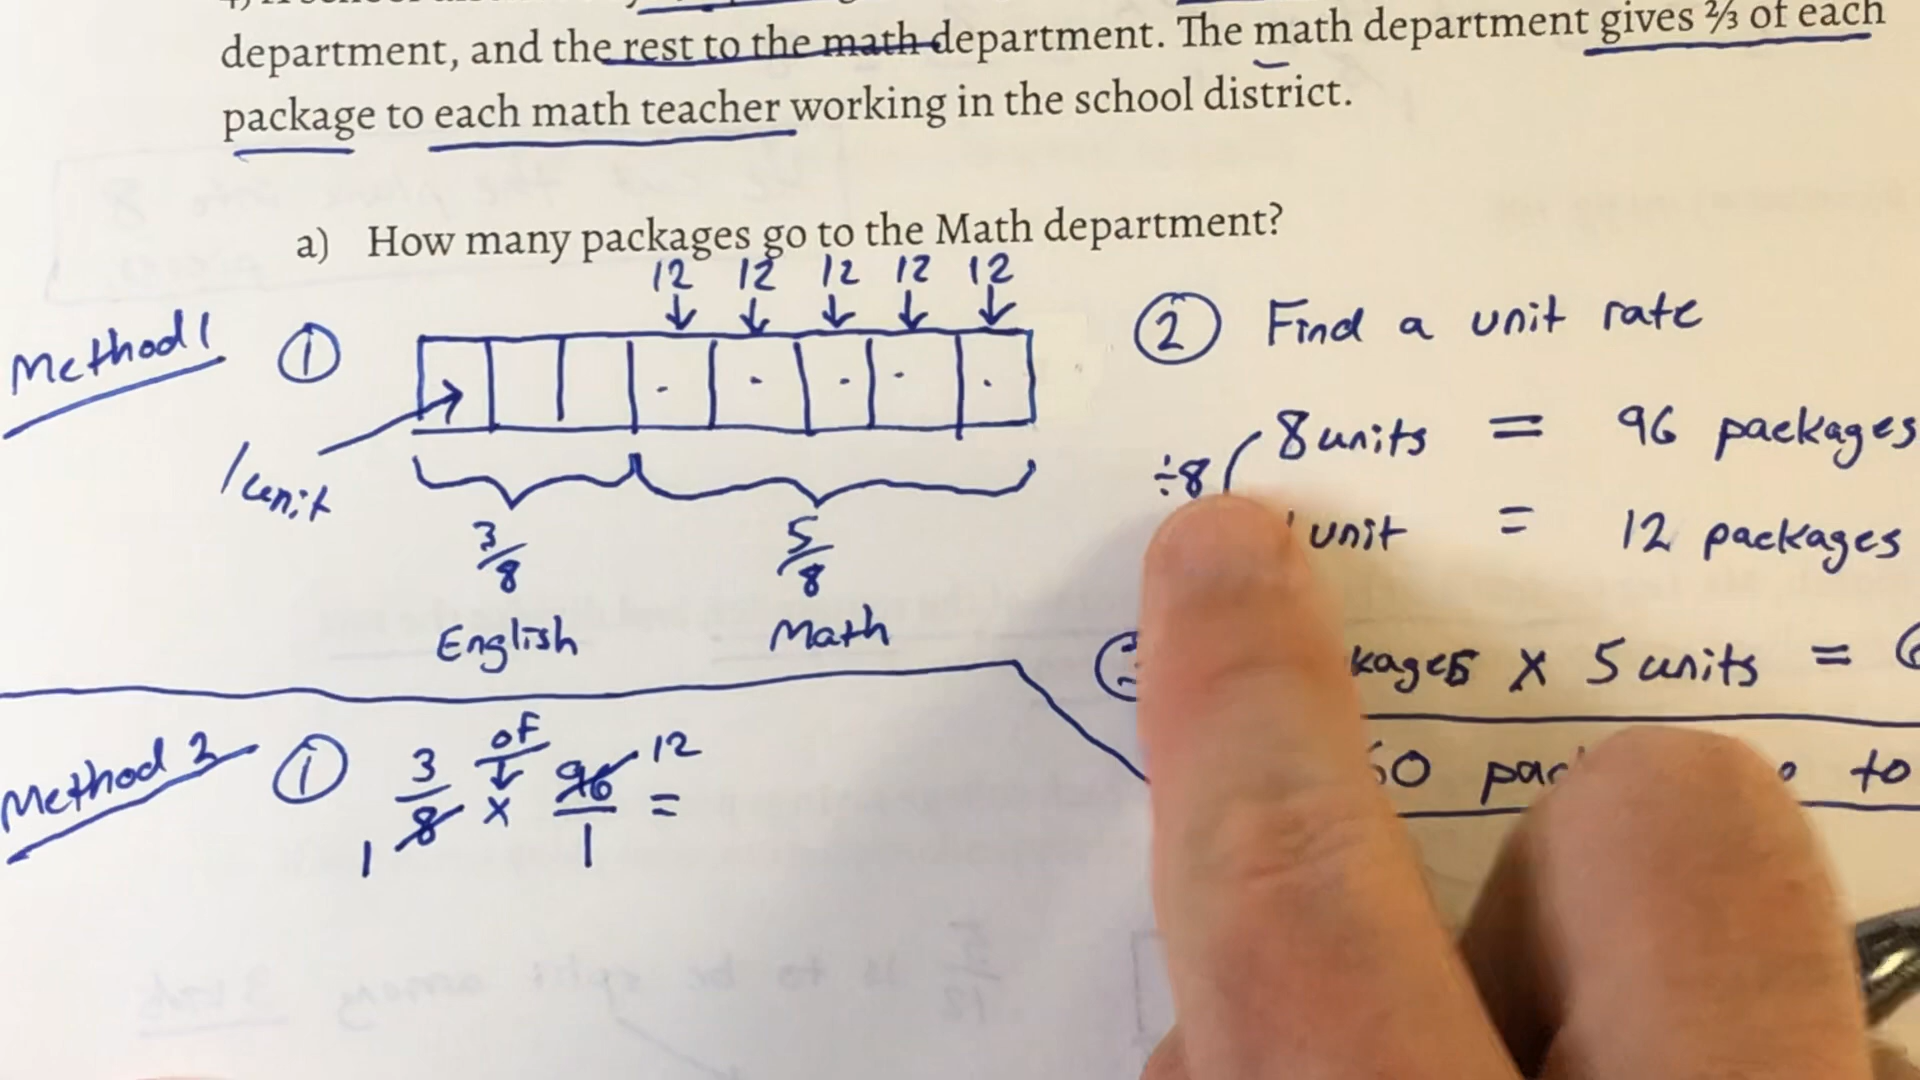 department, and the rest to the math department. The math department gives ⅔ of each
package to each math teacher working in the school district.
a) How many packages go to the Math department?
12 12 12 12 12
Method 1 ① ② Find a unit rate
1 unit
÷8 8 units = 96 packages
unit = 12 packages
3/8 5/8
English Math
kages x 5 units =
60 to
Method 2 ① 3/8 of x 96/1 12 =
1